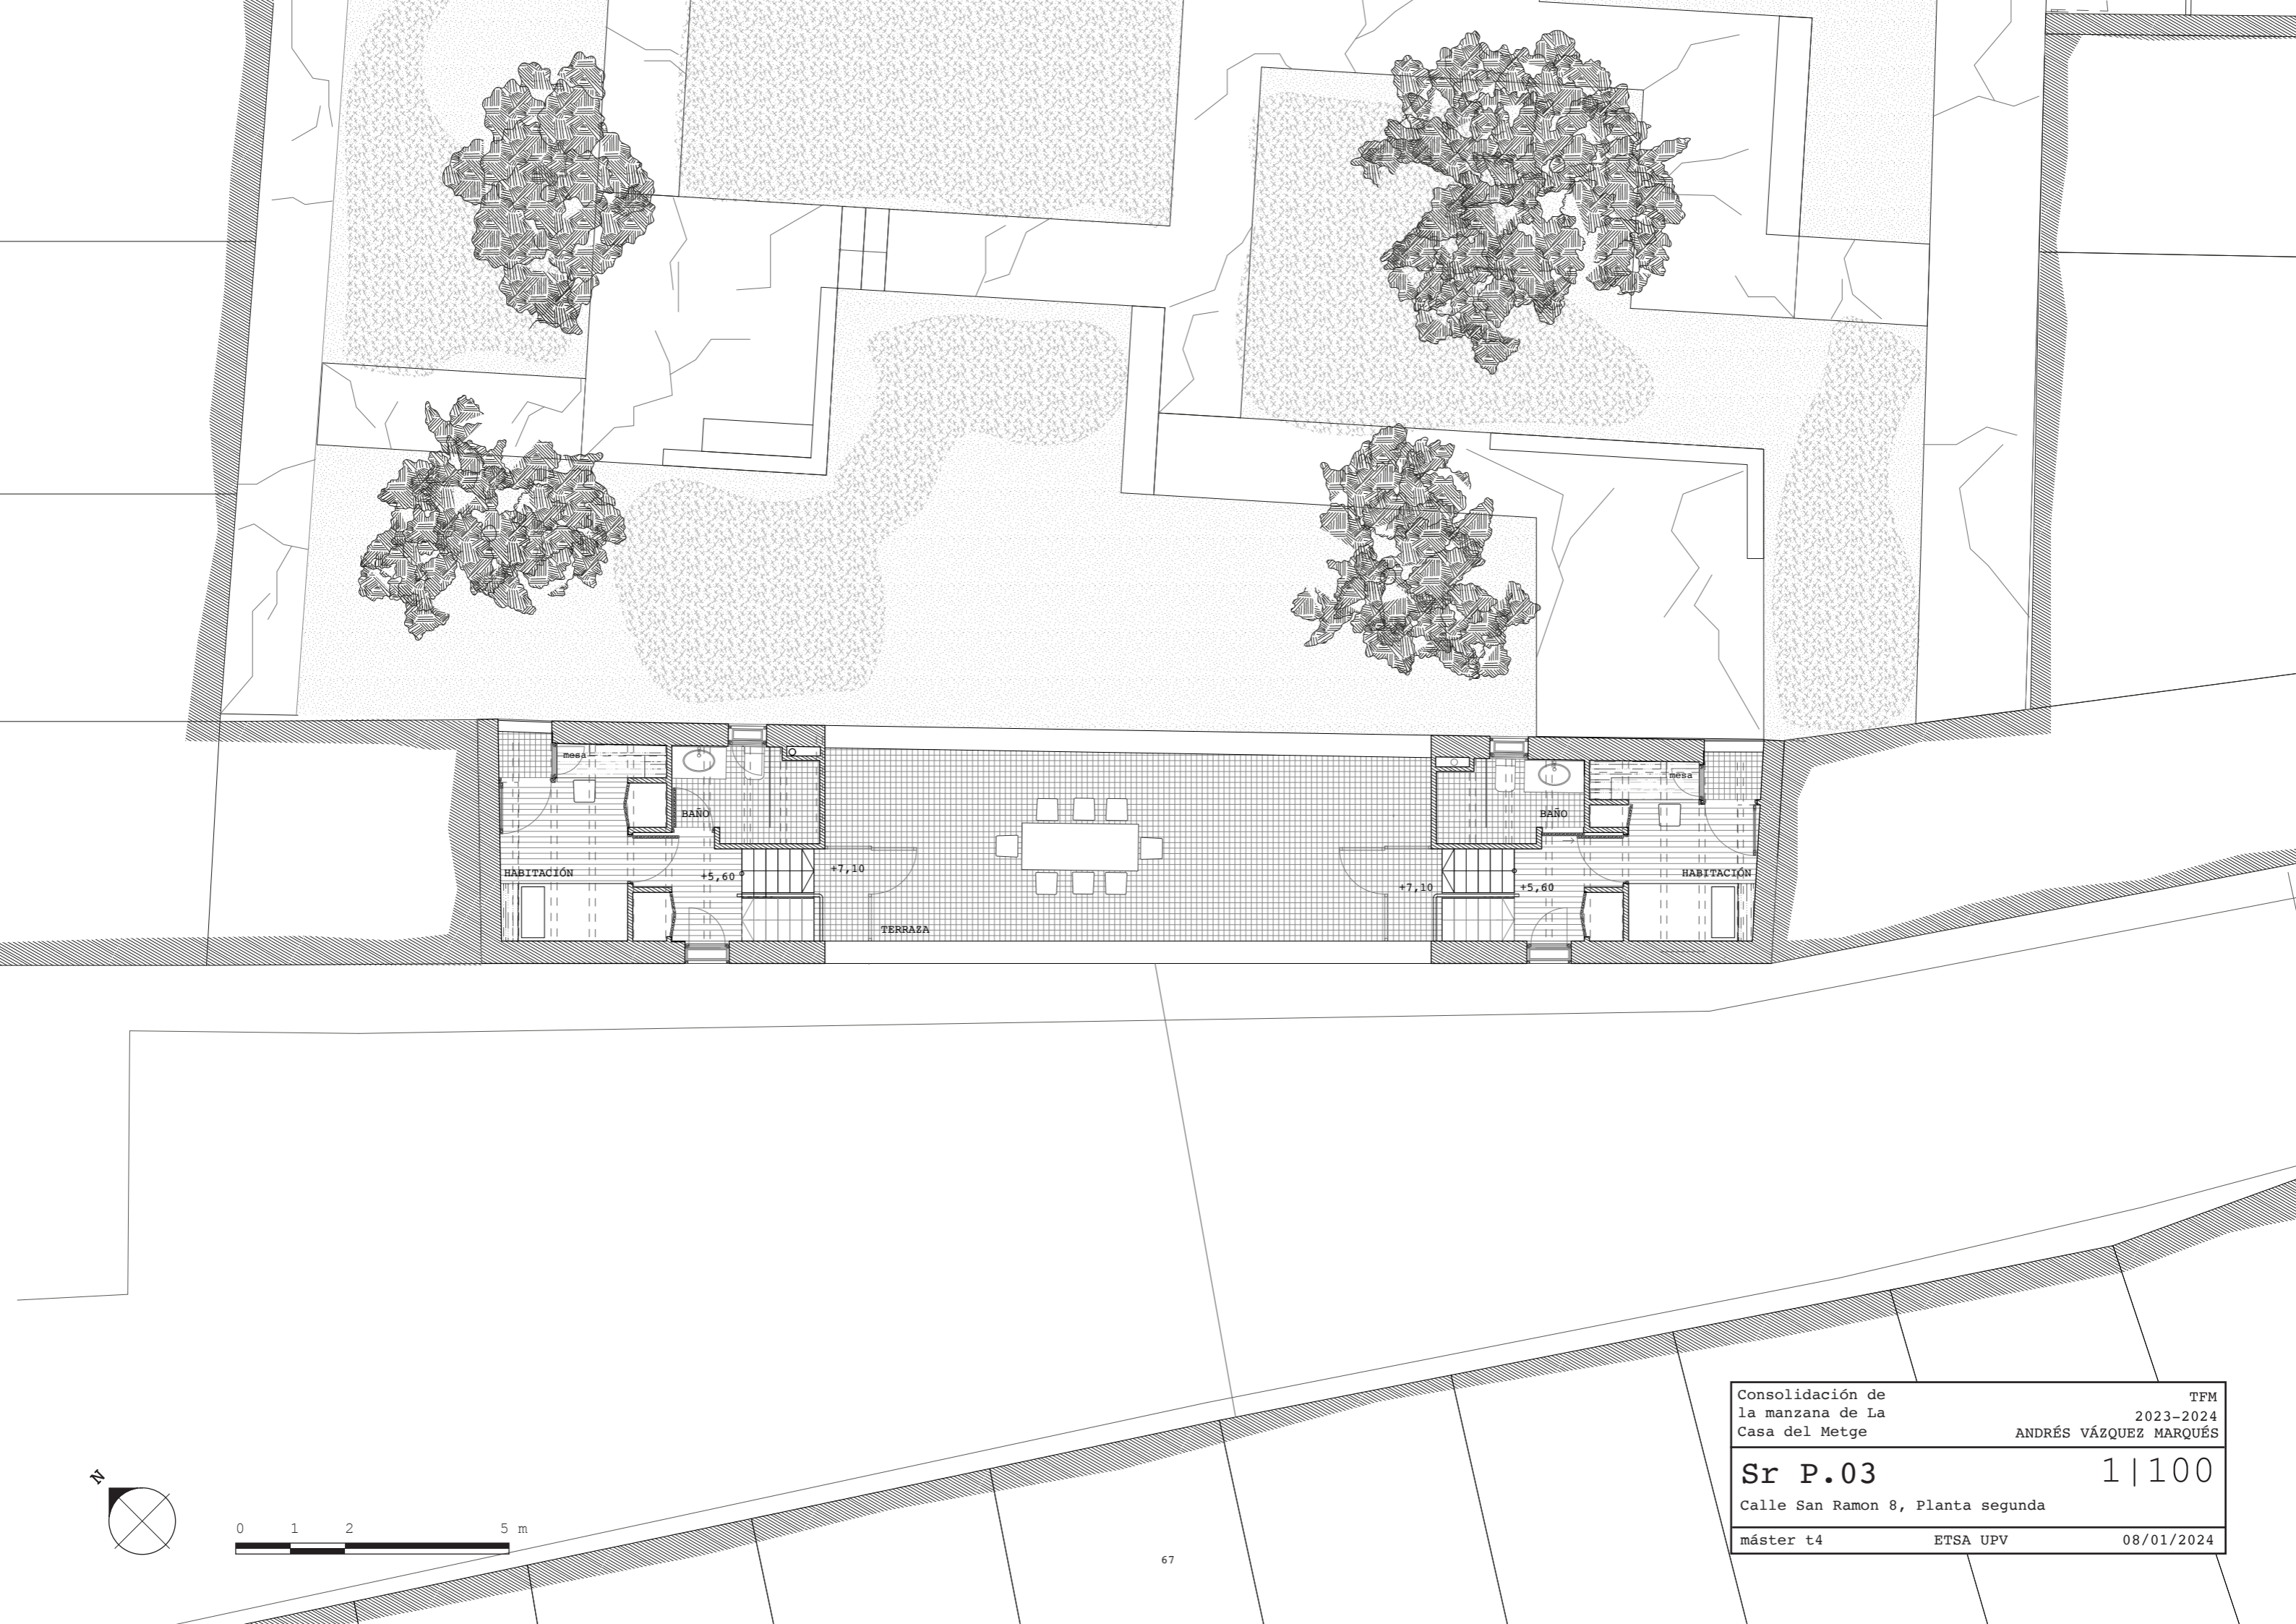 mesa
BAÑO
HABITACIÓN
+5,60
+7,10
TERRAZA
mesa
BAÑO
HABITACIÓN
+7,10
+5,60
N
0 1 2 5 m
67
Consolidación de
la manzana de La
Casa del Metge
TFM
2023–2024
ANDRÉS VÁZQUEZ MARQUÉS
Sr P.03
1|100
Calle San Ramon 8, Planta segunda
máster t4
ETSA UPV
08/01/2024